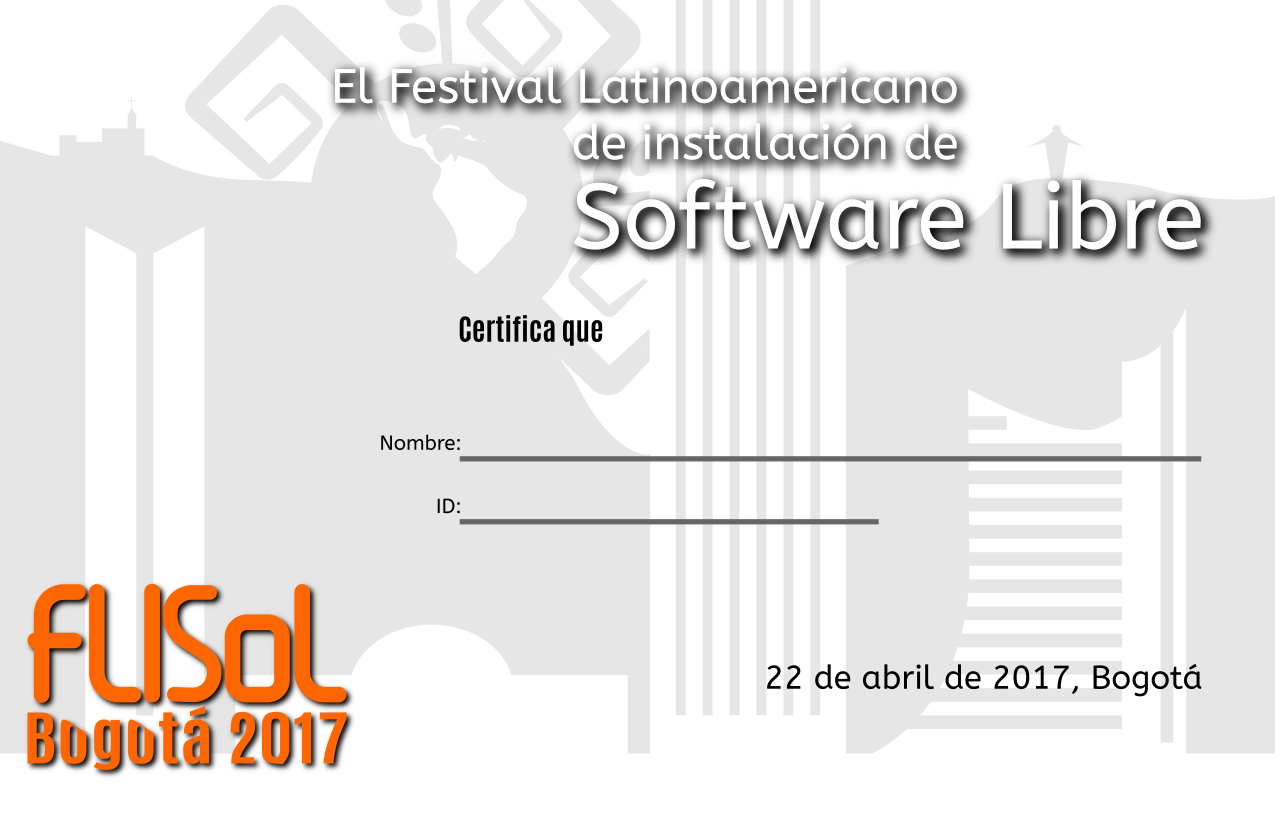 El Festival Latinoamericano
de instalación de
Software Libre
Certifica que
Nombre:
ID:
FLISoL
Bogotá 2017
22 de abril de 2017, Bogotá